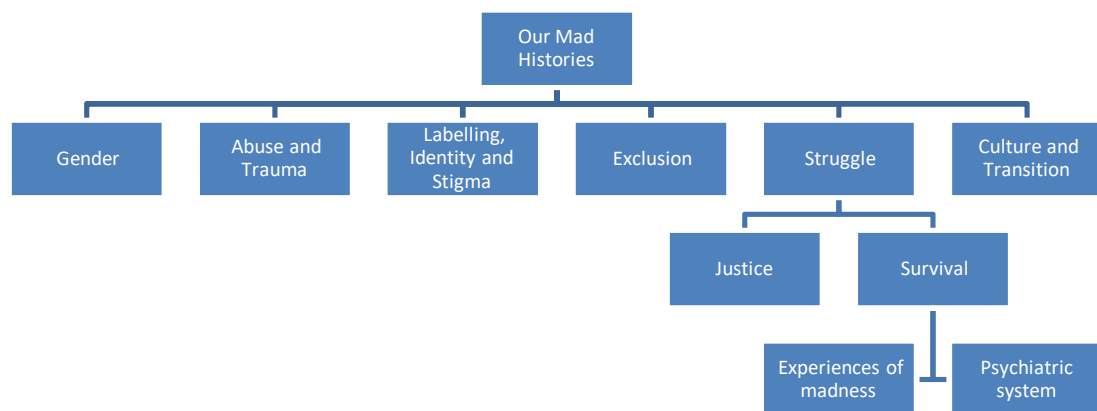 Our Mad
Histories
Gender
Abuse and
Trauma
Labelling,
Identity and
Stigma
Exclusion
Struggle
Culture and
Transition
Justice
Survival
Experiences of
madness
Psychiatric
system